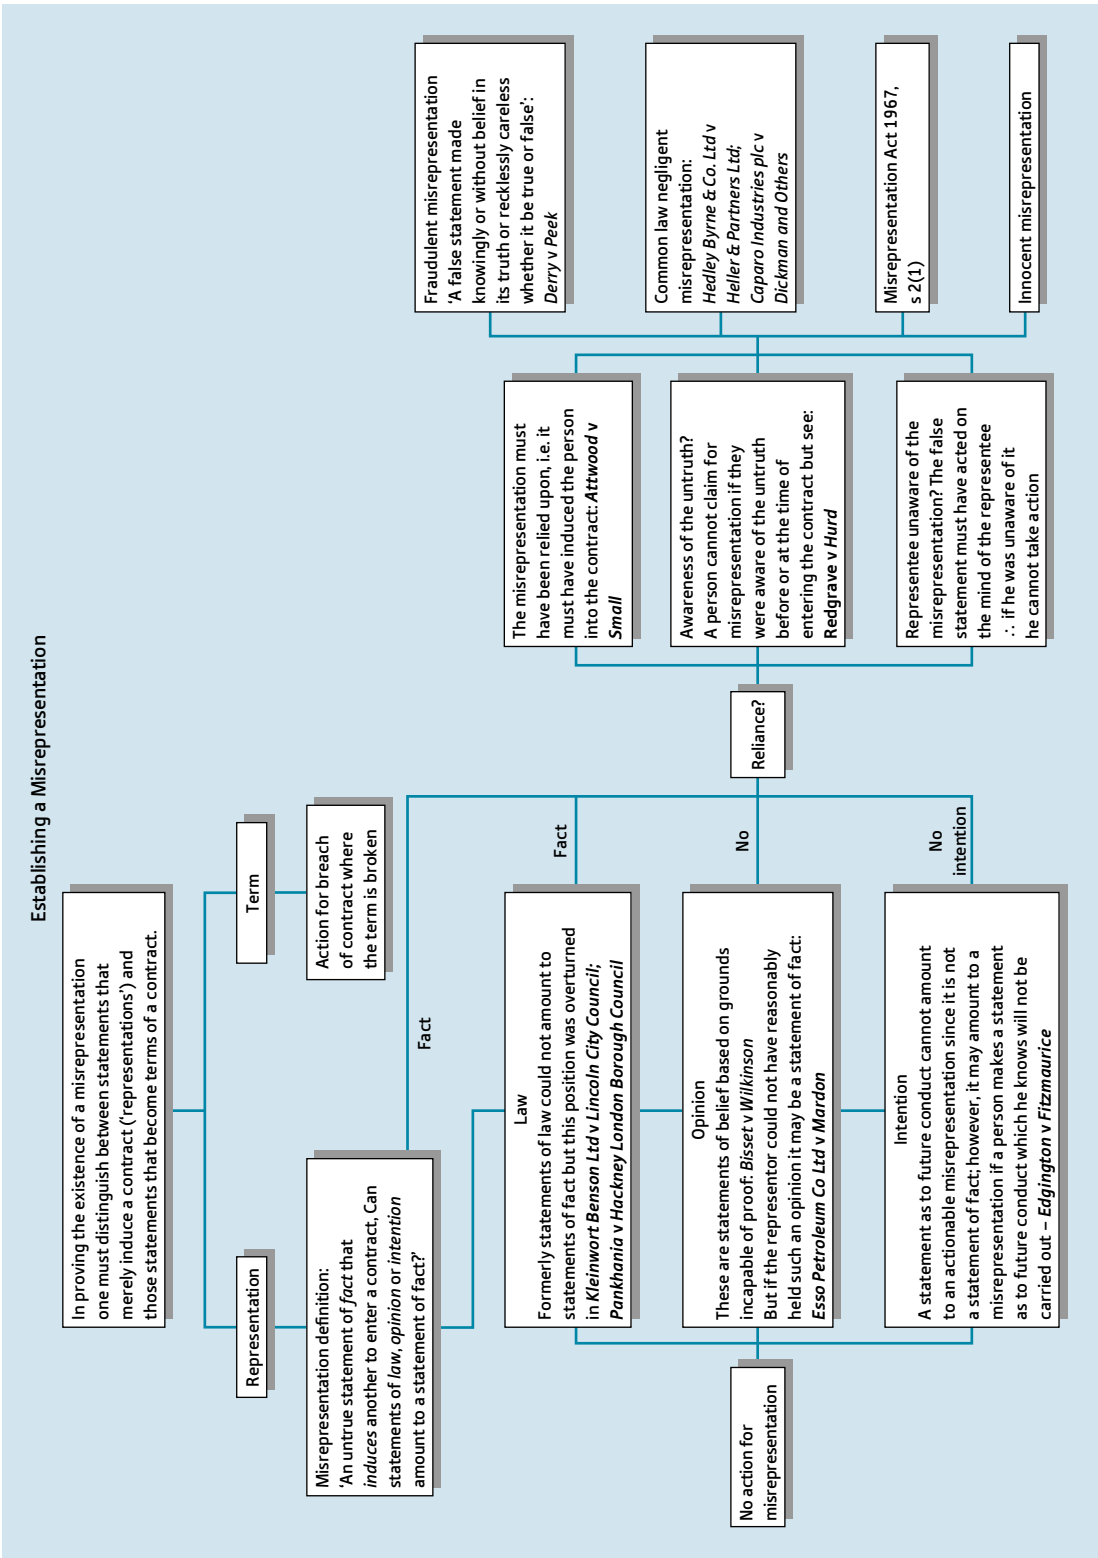 Establishing a Misrepresentation
In proving the existence of a misrepresentation
one must distinguish between statements that
merely induce a contract (‘representations’) and
those statements that become terms of a contract.
Representation
Term
Misrepresentation definition:
‘An untrue statement of fact that
induces another to enter a contract, Can
statements of law, opinion or intention
amount to a statement of fact?’
Action for breach
of contract where
the term is broken
Fact
Law
Formerly statements of law could not amount to
statements of fact but this position was overturned
in Kleinwort Benson Ltd v Lincoln City Council;
Pankhania v Hackney London Borough Council
Fact
Opinion
These are statements of belief based on grounds
incapable of proof: Bisset v Wilkinson
But if the representor could not have reasonably
held such an opinion it may be a statement of fact:
Esso Petroleum Co Ltd v Mardon
No
Intention
A statement as to future conduct cannot amount
to an actionable misrepresentation since it is not
a statement of fact; however, it may amount to a
misrepresentation if a person makes a statement
as to future conduct which he knows will not be
carried out – Edgington v Fitzmaurice
No
intention
No action for
misrepresentation
Reliance?
The misrepresentation must
have been relied upon, i.e. it
must have induced the person
into the contract: Attwood v
Small
Awareness of the untruth?
A person cannot claim for
misrepresentation if they
were aware of the untruth
before or at the time of
entering the contract but see:
Redgrave v Hurd
Representee unaware of the
misrepresentation? The false
statement must have acted on
the mind of the representee
∴ if he was unaware of it
he cannot take action
Fraudulent misrepresentation
‘A false statement made
knowingly or without belief in
its truth or recklessly careless
whether it be true or false’:
Derry v Peek
Common law negligent
misrepresentation:
Hedley Byrne & Co. Ltd v
Heller & Partners Ltd;
Caparo Industries plc v
Dickman and Others
Misrepresentation Act 1967,
s 2(1)
Innocent misrepresentation